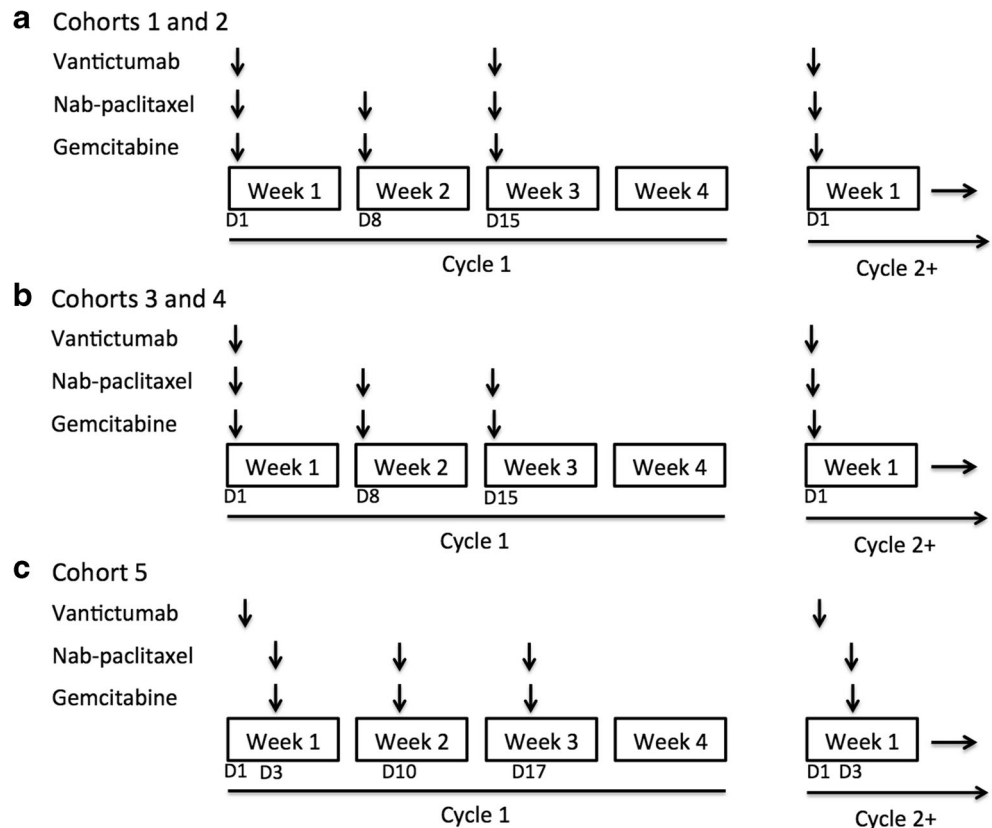 a Cohorts 1 and 2
Vantictumab
Nab-paclitaxel
Gemcitabine
Week 1 Week 2 Week 3 Week 4 Week 1
D1 D8 D15 D1
Cycle 1 Cycle 2+
b Cohorts 3 and 4
Vantictumab
Nab-paclitaxel
Gemcitabine
Week 1 Week 2 Week 3 Week 4 Week 1
D1 D8 D15 D1
Cycle 1 Cycle 2+
c Cohort 5
Vantictumab
Nab-paclitaxel
Gemcitabine
Week 1 Week 2 Week 3 Week 4 Week 1
D1 D3 D10 D17 D1 D3
Cycle 1 Cycle 2+